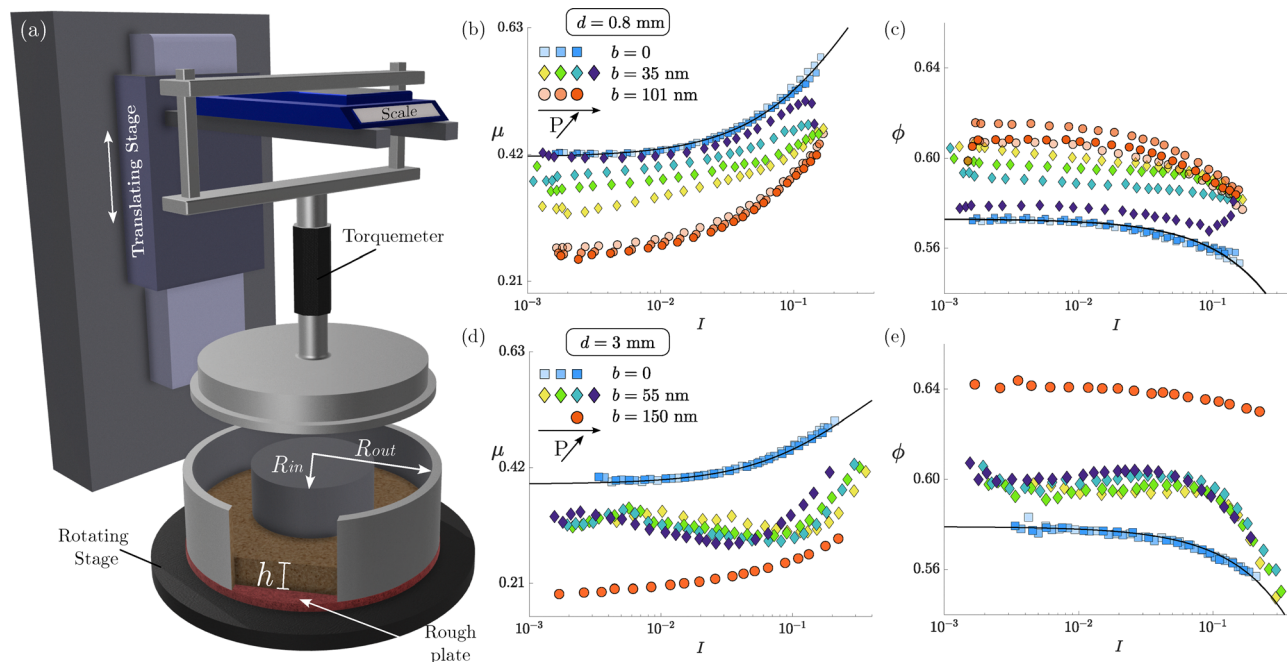 (a)
Translating Stage
Scale
Torquemeter
R_in
R_out
Rotating
Stage
h
Rough
plate
(b)
d = 0.8 mm
b = 0
b = 35 nm
b = 101 nm
P
μ
0.63
0.42
0.21
10⁻³
10⁻²
10⁻¹
I
(c)
ϕ
0.64
0.60
0.56
10⁻³
10⁻²
10⁻¹
I
(d)
d = 3 mm
b = 0
b = 55 nm
b = 150 nm
P
μ
0.63
0.42
0.21
10⁻³
10⁻²
10⁻¹
I
(e)
ϕ
0.64
0.60
0.56
10⁻³
10⁻²
10⁻¹
I